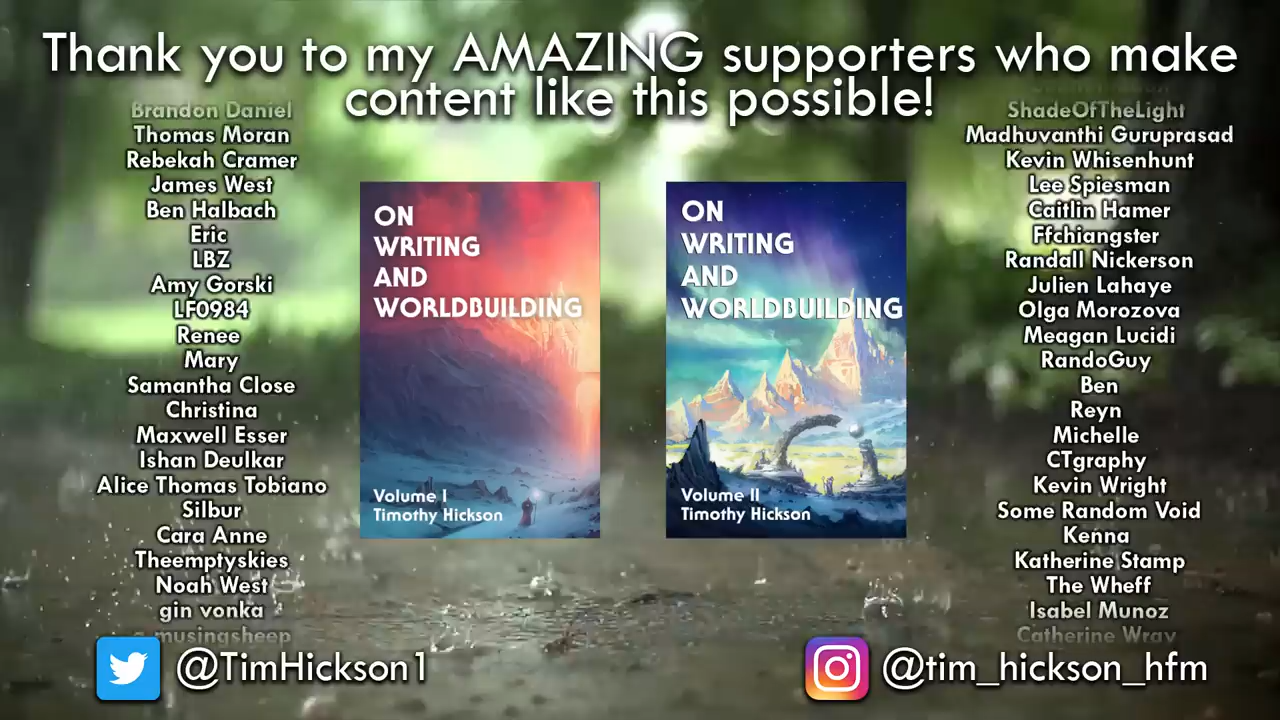 Thank you to my AMAZING supporters who make
content like this possible!
Brandon Daniel
Thomas Moran
Rebekah Cramer
James West
Ben Halbach
Eric
LBZ
Amy Gorski
LF0984
Renee
Mary
Samantha Close
Christina
Maxwell Esser
Ishan Deulkar
Alice Thomas Tobiano
Silbur
Cara Anne
Theemptyskies
Noah West
gin vonka
a musingsheep
ON
WRITING
AND
WORLDBUILDING
Volume I
Timothy Hickson
ON
WRITING
AND
WORLDBUILDING
Volume II
Timothy Hickson
ShadeOfTheLight
Madhuvanthi Guruprasad
Kevin Whisenhunt
Lee Spiesman
Caitlin Hamer
Ffchiangster
Randall Nickerson
Julien Lahaye
Olga Morozova
Meagan Lucidi
RandoGuy
Ben
Reyn
Michelle
CTgraphy
Kevin Wright
Some Random Void
Kenna
Katherine Stamp
The Wheff
Isabel Munoz
Catherine Wray
@TimHickson1
@tim_hickson_hfm